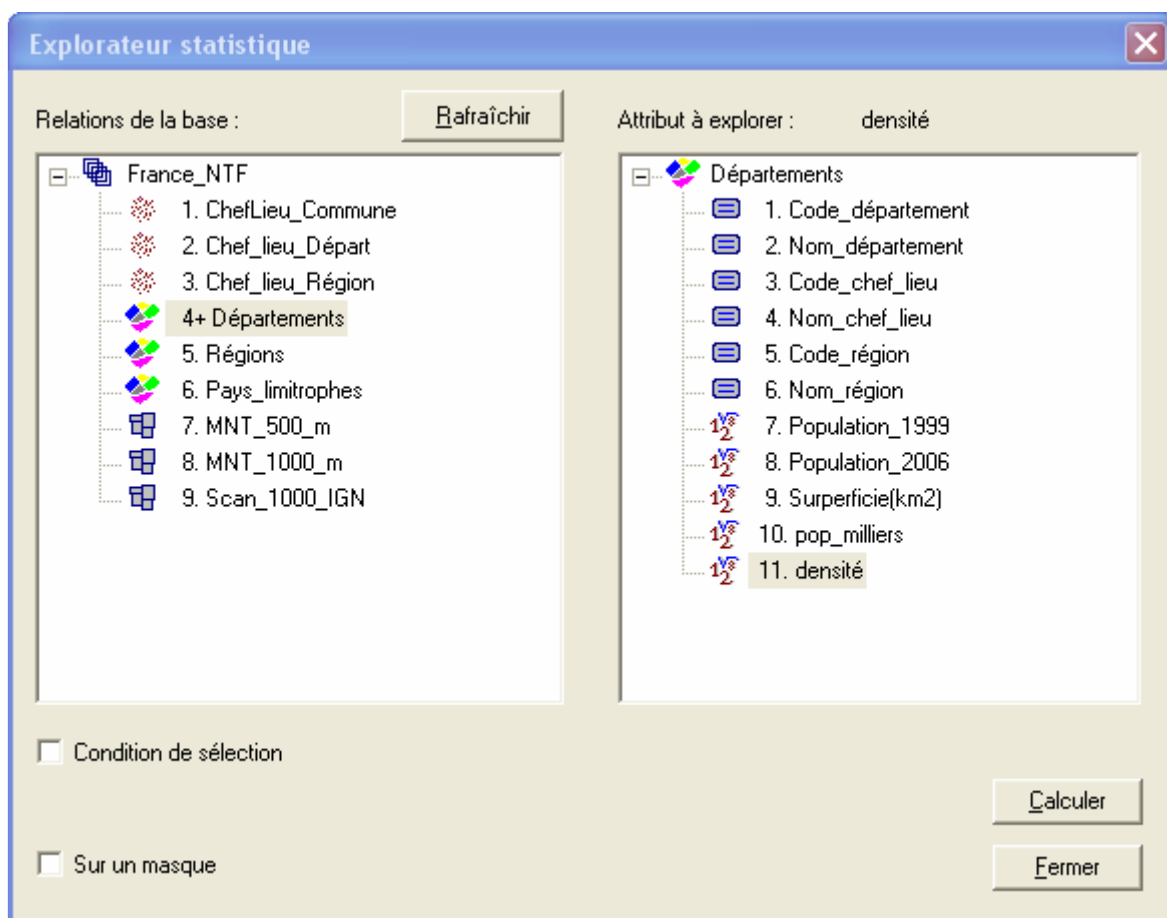 Explorateur statistique
Relations de la base :
Rafraîchir
France_NTF
1. ChefLieu_Commune
2. Chef_lieu_Départ
3. Chef_lieu_Région
4+ Départements
5. Régions
6. Pays_limitrophes
7. MNT_500_m
8. MNT_1000_m
9. Scan_1000_IGN
Attribut à explorer : densité
Départements
1. Code_département
2. Nom_département
3. Code_chef_lieu
4. Nom_chef_lieu
5. Code_région
6. Nom_région
7. Population_1999
8. Population_2006
9. Surperficie(km2)
10. pop_milliers
11. densité
Condition de sélection
Sur un masque
Calculer
Fermer